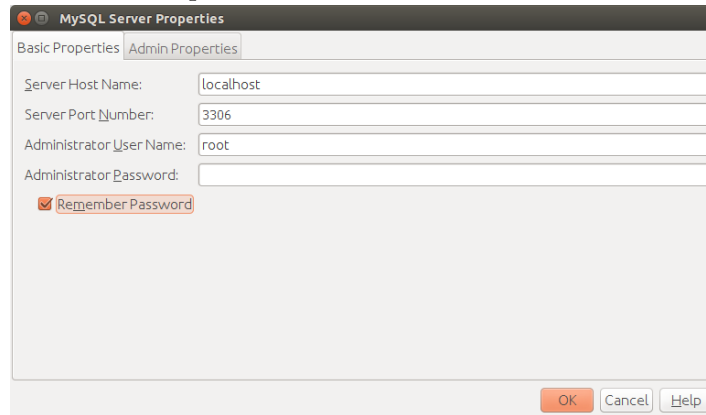 MySQL Server Properties
Basic Properties Admin Properties
Server Host Name: localhost
Server Port Number: 3306
Administrator User Name: root
Administrator Password:
Remember Password
OK Cancel Help